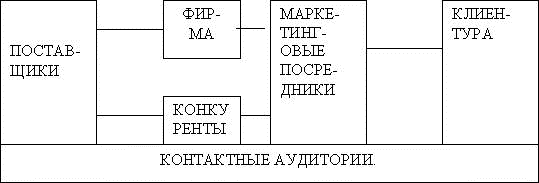 ПОСТАВ-
ЩИКИ
ФИР-
МА
КОНКУ
РЕНТЫ
МАРКЕ-
ТИНГ-
ОВЫЕ
ПОСРЕ-
ДНИКИ
КЛИЕН-
ТУРА
КОНТАКТНЫЕ АУДИТОРИИ.